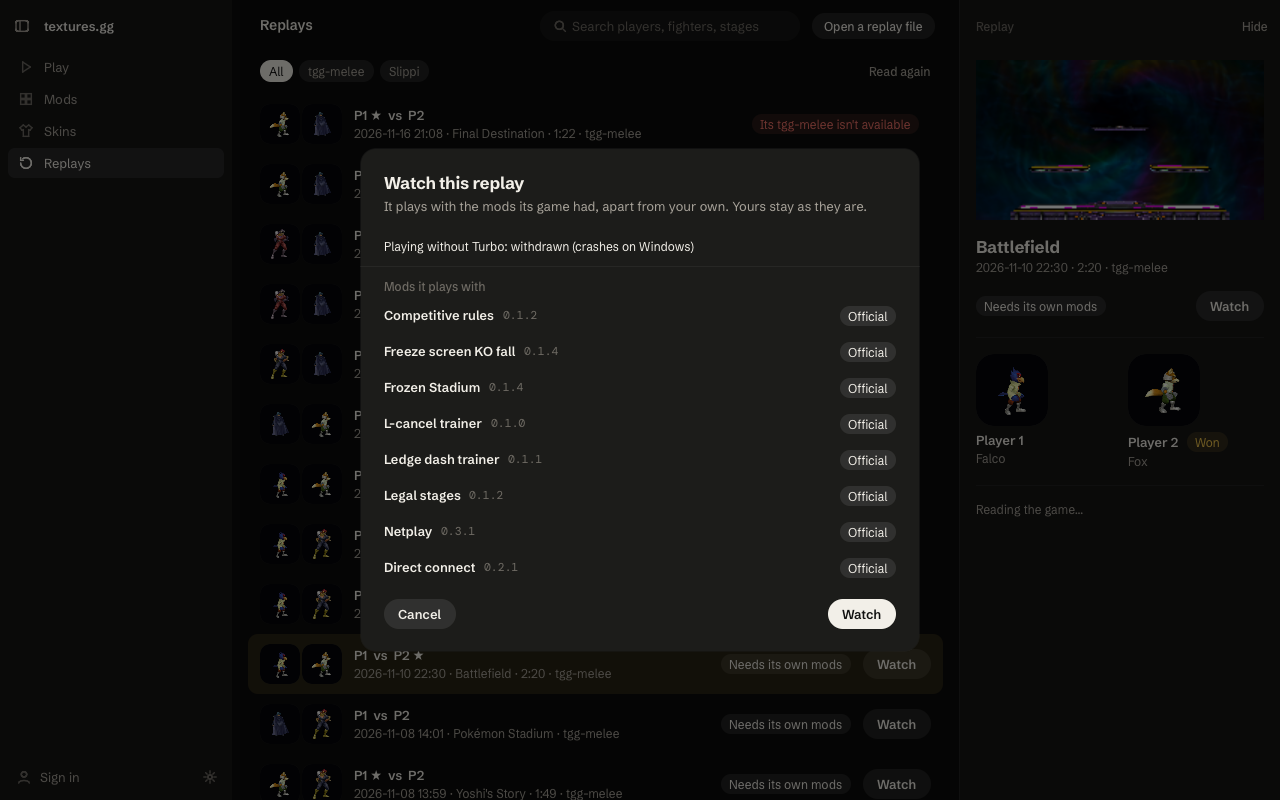 textures.gg
Play
Mods
Skins
Replays
Sign in
Replays
Search players, fighters, stages
Open a replay file
All
tgg-melee
Slippi
Read again
P1 ★ vs P2
2026-11-16 21:08 · Final Destination · 1:22 · tgg-melee
Its tgg-melee isn't available
Watch this replay
It plays with the mods its game had, apart from your own. Yours stay as they are.
Playing without Turbo: withdrawn (crashes on Windows)
Mods it plays with
Competitive rules 0.1.2 Official
Freeze screen KO fall 0.1.4 Official
Frozen Stadium 0.1.4 Official
L-cancel trainer 0.1.0 Official
Ledge dash trainer 0.1.1 Official
Legal stages 0.1.2 Official
Netplay 0.3.1 Official
Direct connect 0.2.1 Official
Cancel
Watch
P1 vs P2 ★
2026-11-10 22:30 · Battlefield · 2:20 · tgg-melee
Needs its own mods
Watch
P1 vs P2
2026-11-08 14:01 · Pokémon Stadium · tgg-melee
Needs its own mods
Watch
P1 ★ vs P2
2026-11-08 13:59 · Yoshi's Story · 1:49 · tgg-melee
Needs its own mods
Watch
Replay
Hide
Battlefield
2026-11-10 22:30 · 2:20 · tgg-melee
Needs its own mods
Watch
Player 1
Falco
Player 2 Won
Fox
Reading the game...